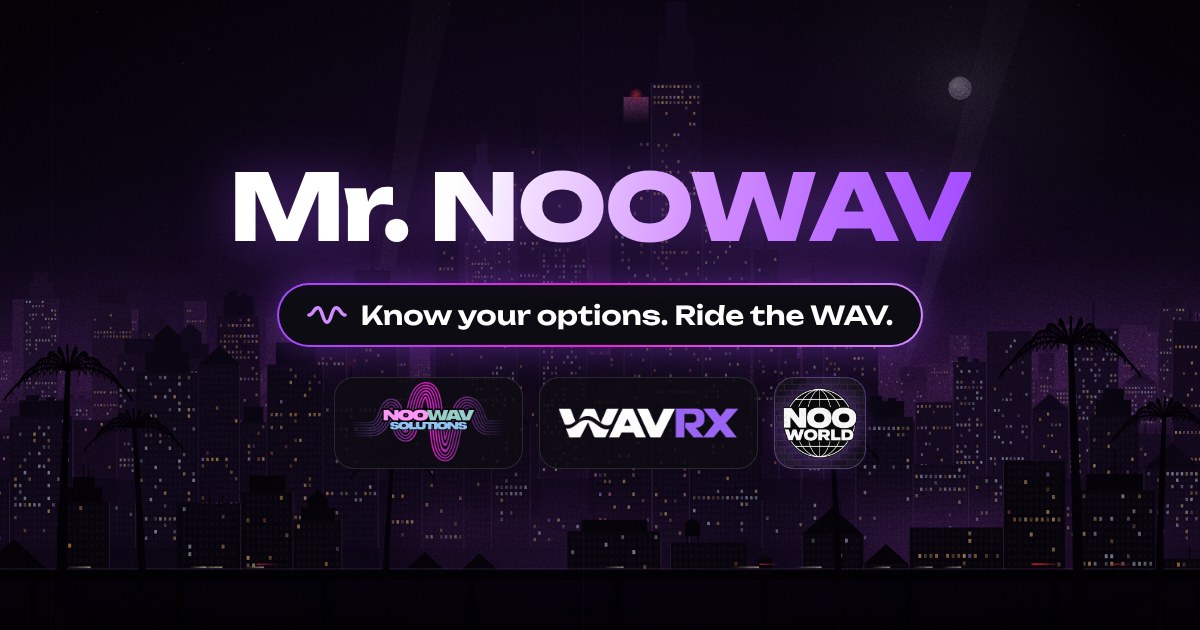 Mr. NOOWAV
Know your options. Ride the WAV.
NOOWAV
SOLUTIONS
WAVRX
NOO
WORLD